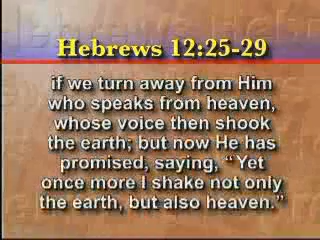 Hebrews 12:25-29
if we turn away from Him
who speaks from heaven,
whose voice then shook
the earth; but now He has
promised, saying, “Yet
once more I shake not only
the earth, but also heaven.”